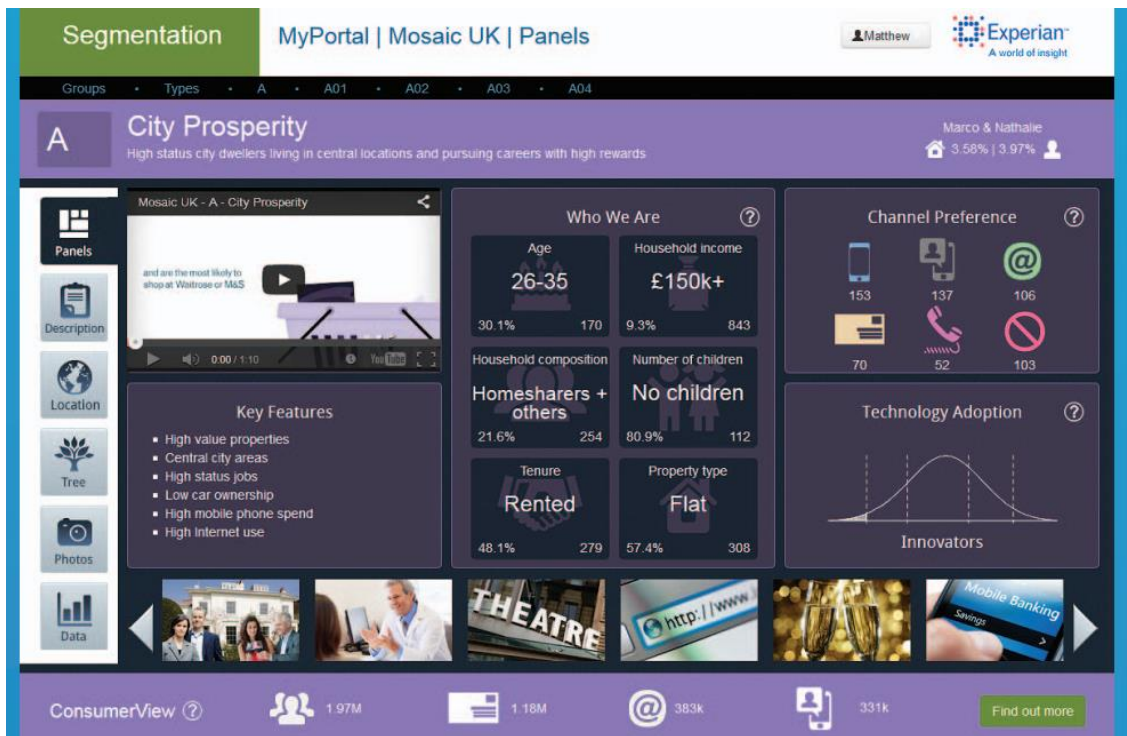 Segmentation
MyPortal | Mosaic UK | Panels
Matthew
Experian™
A world of insight
Groups • Types • A • A01 • A02 • A03 • A04
A
City Prosperity
High status city dwellers living in central locations and pursuing careers with high rewards
Marco & Nathalie
3.58% | 3.97%
Panels
Description
Location
Tree
Photos
Data
Mosaic UK - A - City Prosperity
and are the most likely to
shop at Waitrose or M&S
0:00 / 1:10
YouTube
Key Features
▪ High value properties
▪ Central city areas
▪ High status jobs
▪ Low car ownership
▪ High mobile phone spend
▪ High Internet use
Who We Are ?
Age
26-35
30.1% 170
Household income
£150k+
9.3% 843
Household composition
Homesharers +
others
21.6% 254
Number of children
No children
80.9% 112
Tenure
Rented
48.1% 279
Property type
Flat
57.4% 308
Channel Preference ?
@
153 137 106
70 52 103
Technology Adoption ?
Innovators
THEATRE
http://www.
Mobile Banking
Savings >
ConsumerView ? 1.97M 1.18M @ 383k 331k Find out more